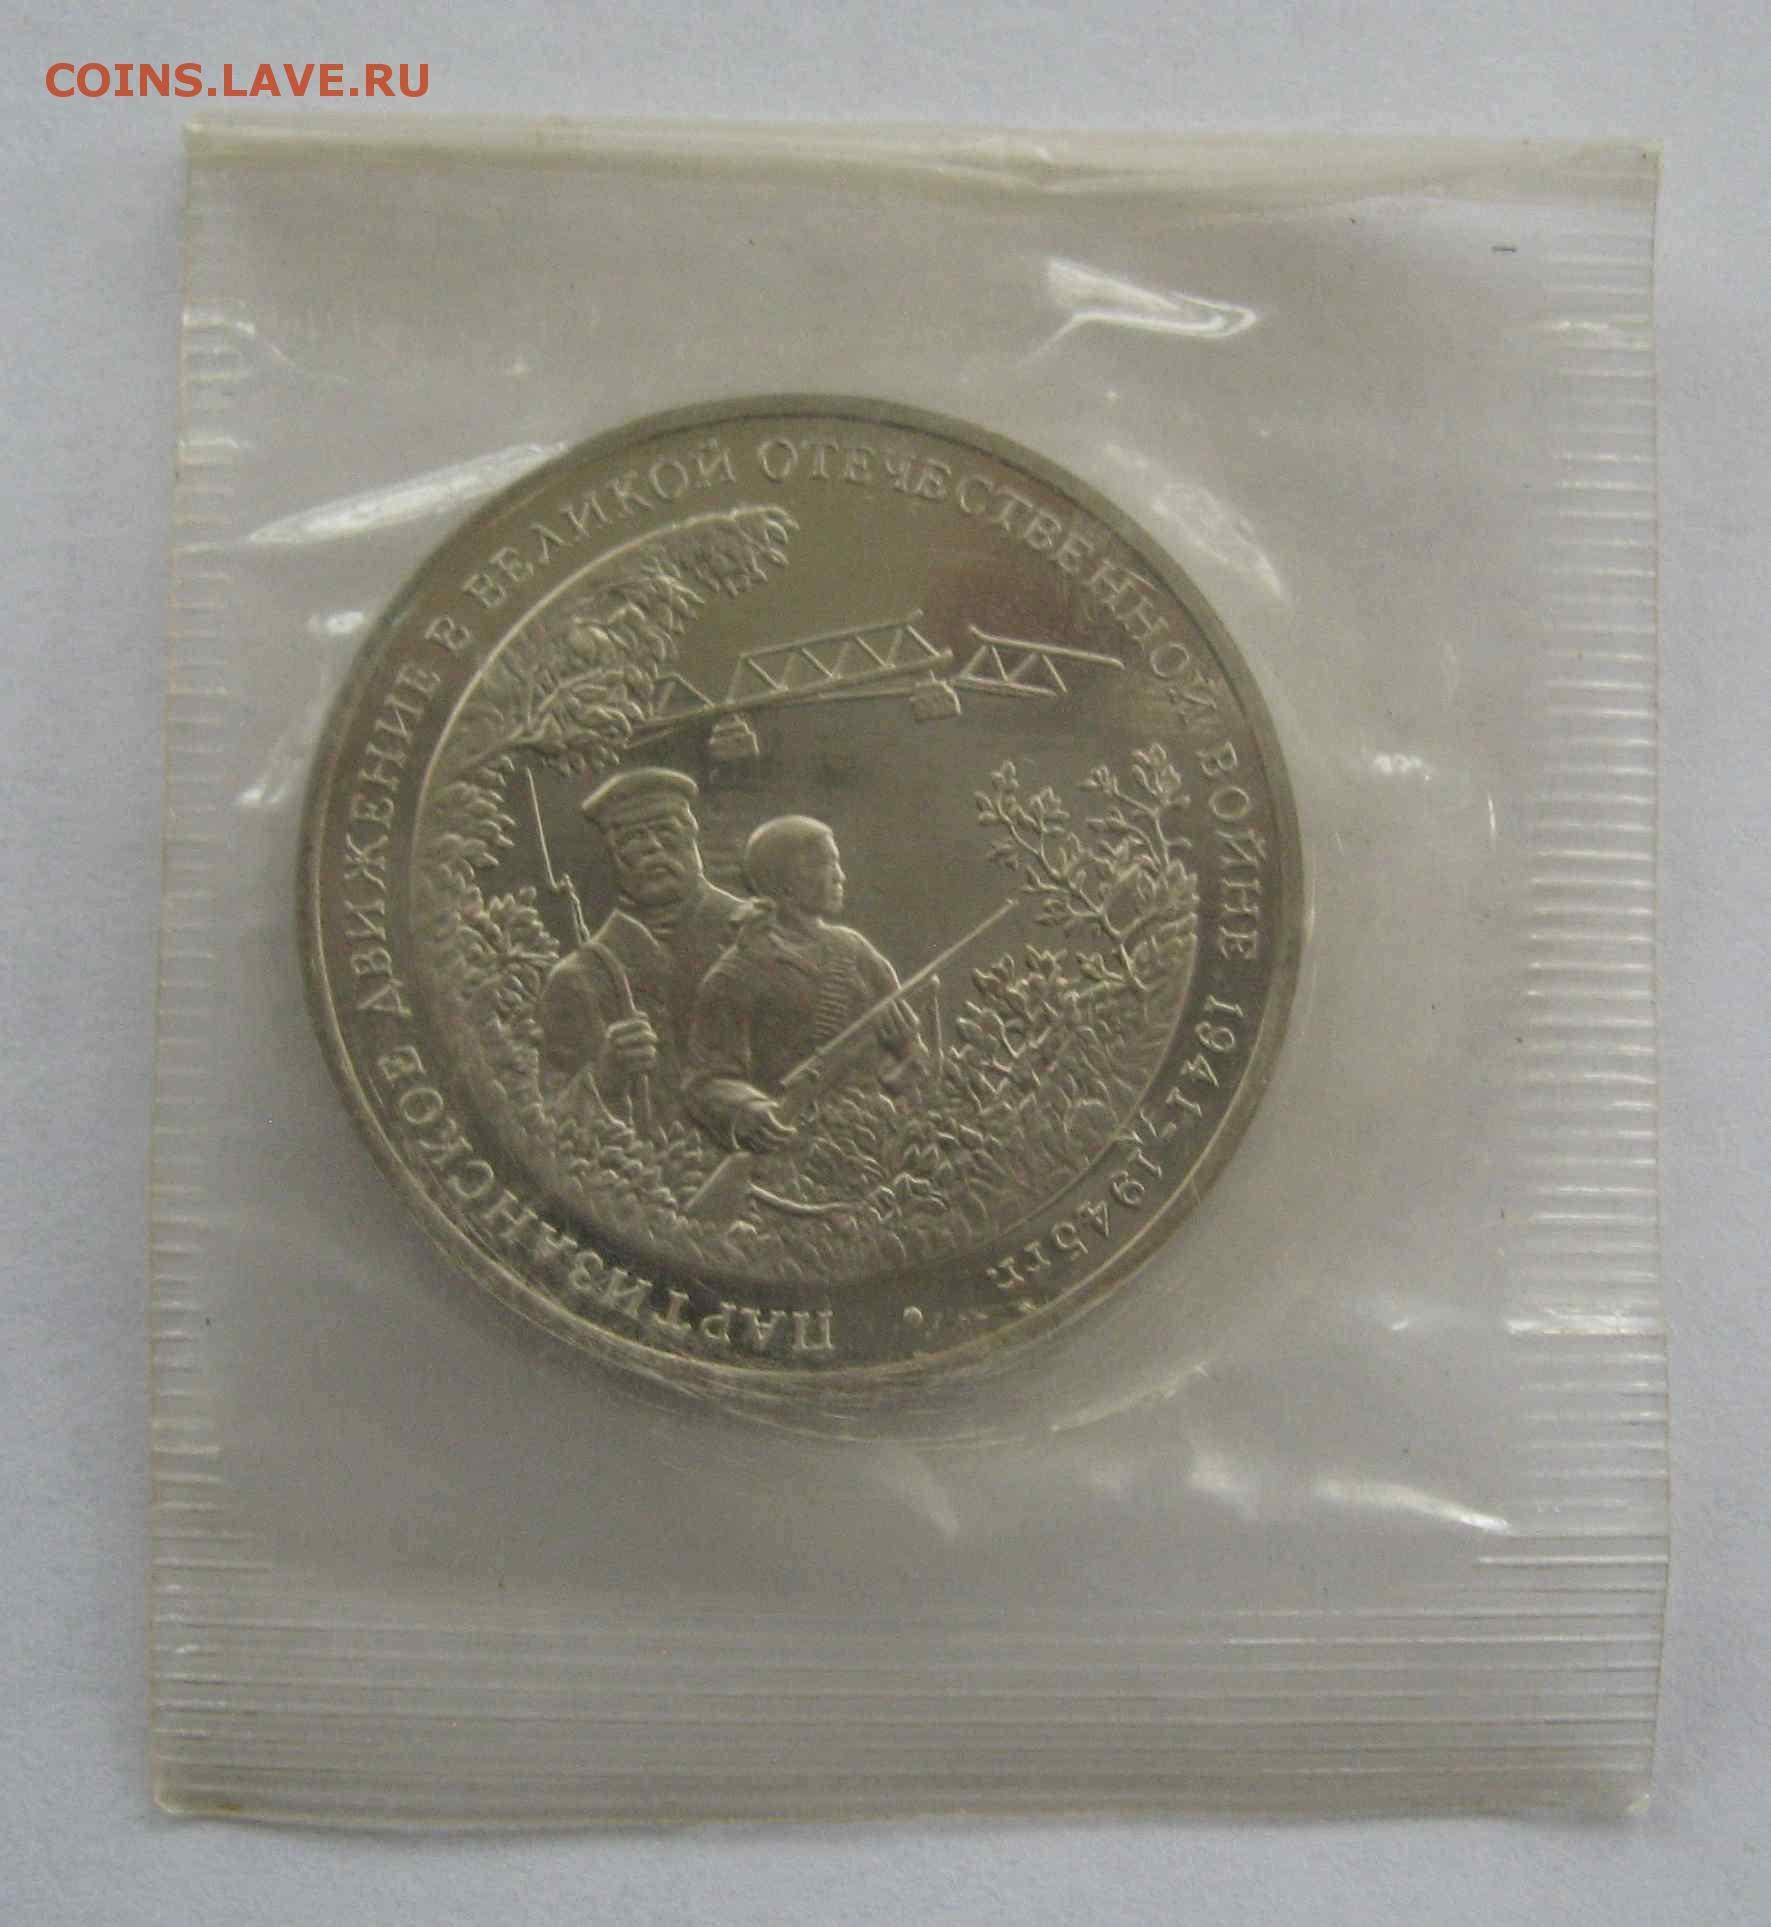 COINS.LAVE.RU
ПАРТИЗАНСКОЕ ДВИЖЕНИЕ В ВЕЛИКОЙ ОТЕЧЕСТВЕННОЙ ВОЙНЕ 1941-1945гг.